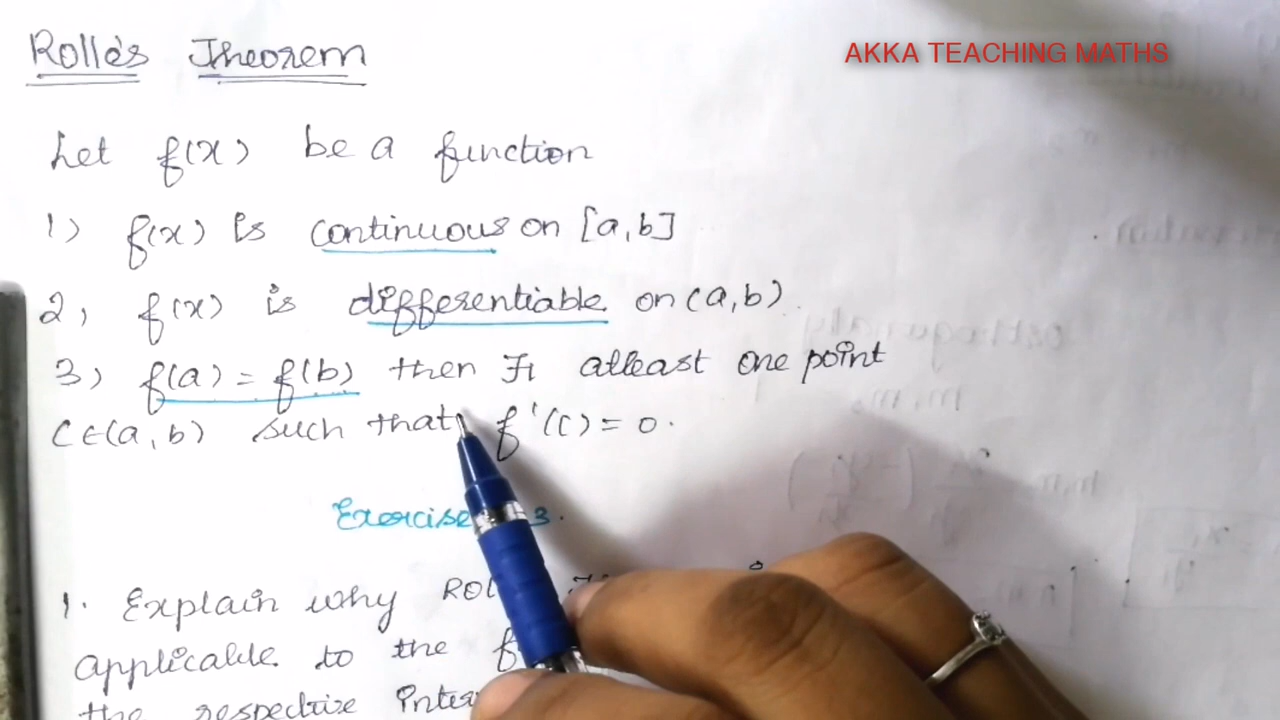 Rolle's Theorem
AKKA TEACHING MATHS
Let f(x) be a function
1) f(x) is continuous on [a,b]
2, f(x) is differentiable on (a,b)
3) f(a) = f(b) then ∃ atleast one point
C∈(a,b) such that f'(c) = 0.
Exercise 3.
1. Explain why
applicable to the
the respective